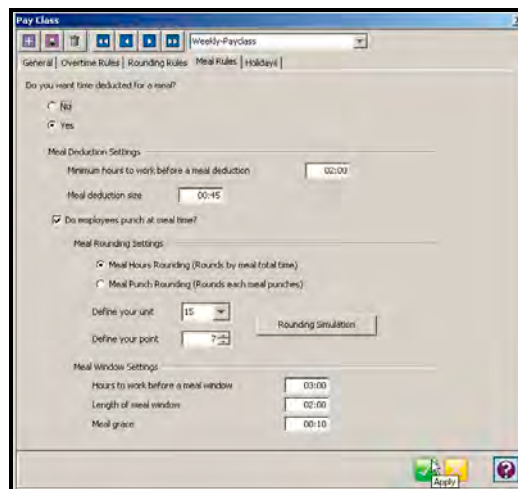 Pay Class
Weekly-Payclass
General Overtime Rules Rounding Rules Meal Rules Holidays
Do you want time deducted for a meal?
No
Yes
Meal Deduction Settings
Minimum hours to work before a meal deduction 02:00
Meal deduction size 00:45
Do employees punch at meal time?
Meal Rounding Settings
Meal Hours Rounding (Rounds by meal total time)
Meal Punch Rounding (Rounds each meal punches)
Define your unit 15
Rounding Simulation
Define your point 7
Meal Window Settings
Hours to work before a meal window 03:00
Length of meal window 02:00
Meal grace 00:10
Apply